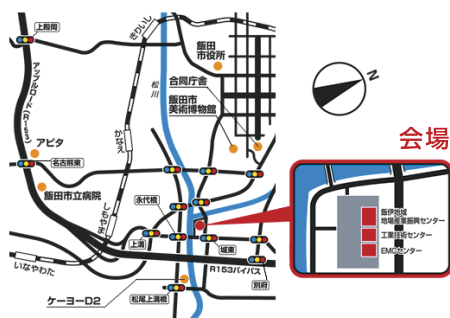 上殿岡
きりいし
飯田
市役所
N
アップルロード(R153)
松川
合同庁舎
飯田市
美術博物館
会場
かなえ
アピタ
名古熊東
飯田市立病院
永代橋
しもやま
飯伊地域
地場産業振興センター
工業技術センター
EMCセンター
上溝
城東
いなやわた
R153バイパス
別府
ケーヨーD2
松尾上溝橋